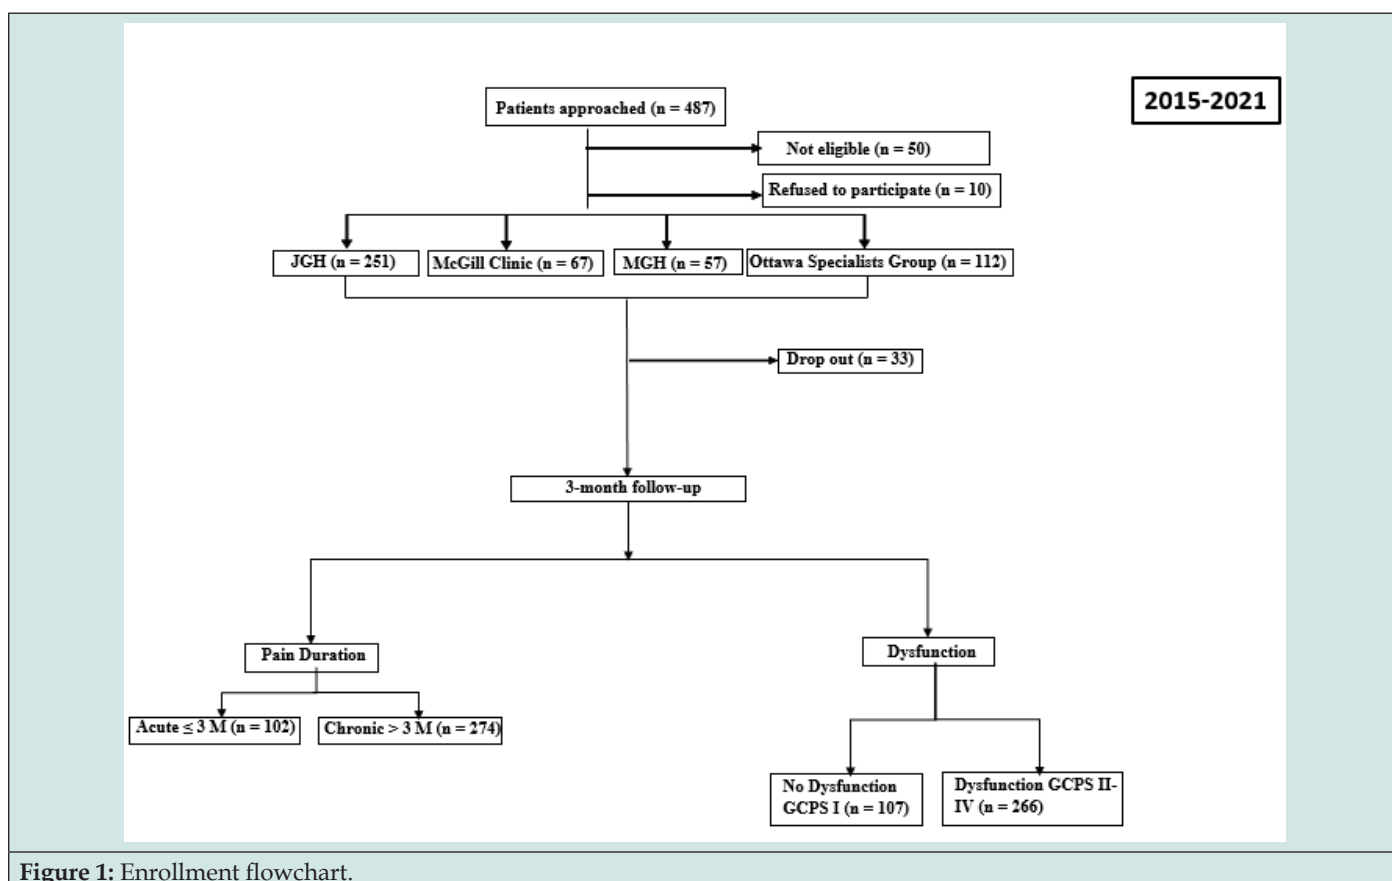 2015-2021
Patients approached (n = 487)
Not eligible (n = 50)
Refused to participate (n = 10)
JGH (n = 251)
McGill Clinic (n = 67)
MGH (n = 57)
Ottawa Specialists Group (n = 112)
Drop out (n = 33)
3-month follow-up
Pain Duration
Dysfunction
Acute ≤ 3 M (n = 102)
Chronic > 3 M (n = 274)
No Dysfunction
GCPS I (n = 107)
Dysfunction GCPS II-
IV (n = 266)
Figure 1: Enrollment flowchart.